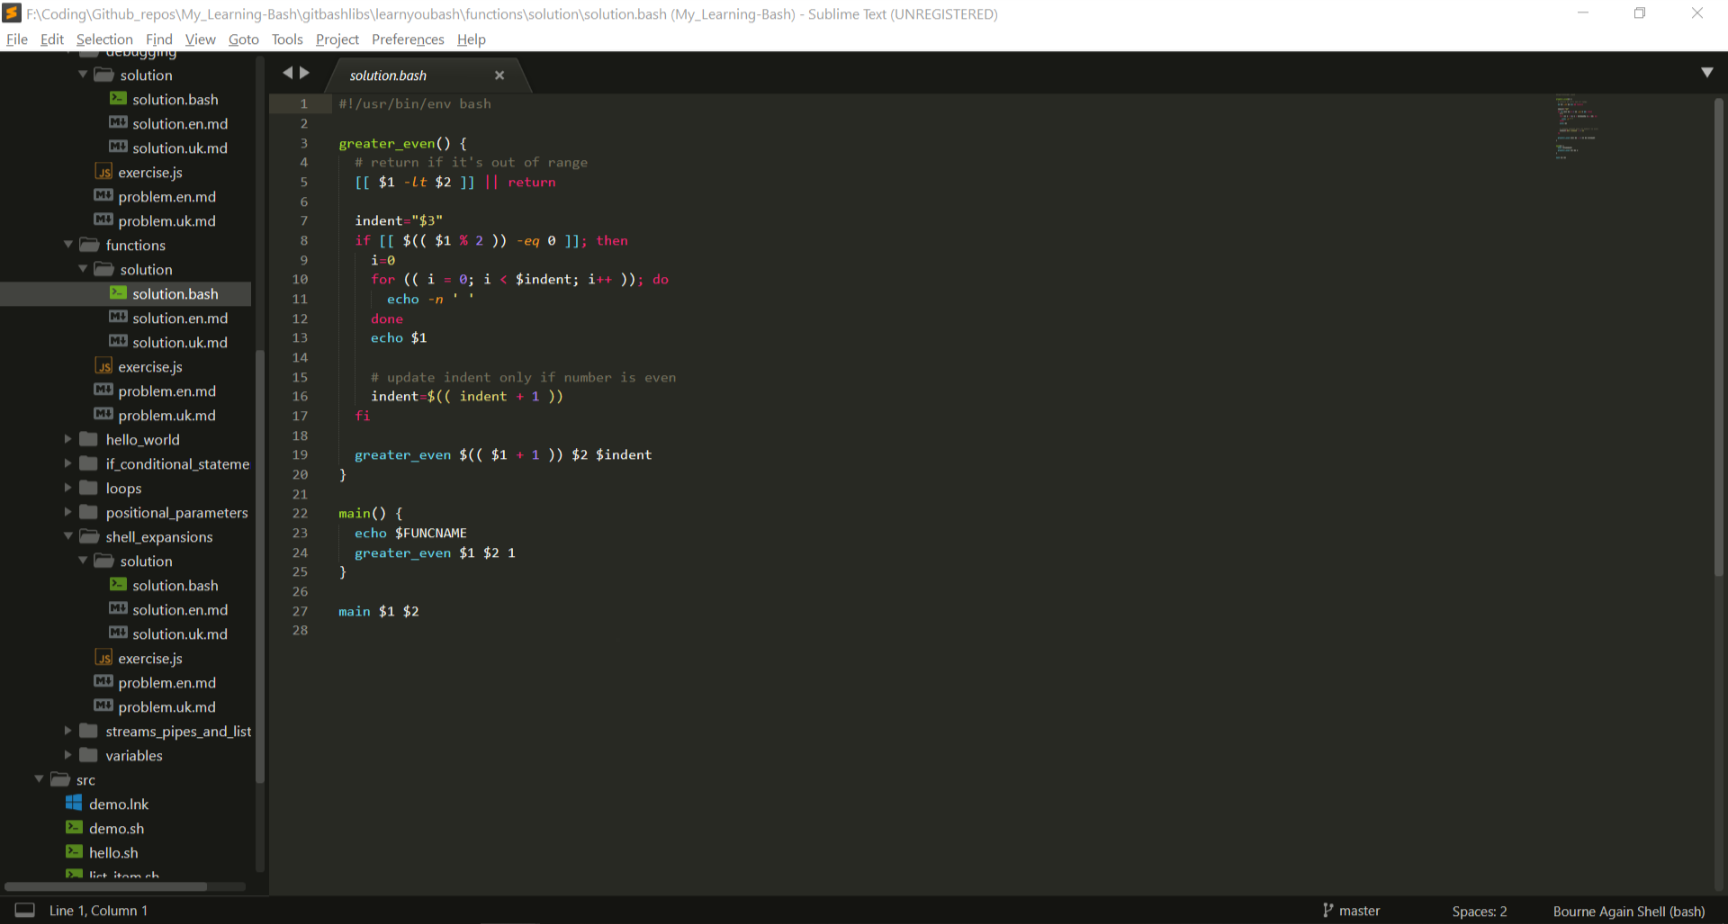 F:\Coding\Github_repos\My_Learning-Bash\gitbashlibs\learnyoubash\functions\solution\solution.bash (My_Learning-Bash) - Sublime Text (UNREGISTERED)
File Edit Selection Find View Goto Tools Project Preferences Help
debugging
solution
solution.bash
solution.en.md
solution.uk.md
exercise.js
problem.en.md
problem.uk.md
functions
solution
solution.bash
solution.en.md
solution.uk.md
exercise.js
problem.en.md
problem.uk.md
hello_world
if_conditional_stateme
loops
positional_parameters
shell_expansions
solution
solution.bash
solution.en.md
solution.uk.md
exercise.js
problem.en.md
problem.uk.md
streams_pipes_and_list
variables
src
demo.lnk
demo.sh
hello.sh
list_item.sh
solution.bash
1 #!/usr/bin/env bash
2
3 greater_even() {
4   # return if it's out of range
5   [[ $1 -lt $2 ]] || return
6
7   indent="$3"
8   if [[ $(( $1 % 2 )) -eq 0 ]]; then
9     i=0
10     for (( i = 0; i < $indent; i++ )); do
11       echo -n ' '
12     done
13     echo $1
14
15     # update indent only if number is even
16     indent=$(( indent + 1 ))
17   fi
18
19   greater_even $(( $1 + 1 )) $2 $indent
20 }
21
22 main() {
23   echo $FUNCNAME
24   greater_even $1 $2 1
25 }
26
27 main $1 $2
28
Line 1, Column 1
master
Spaces: 2
Bourne Again Shell (bash)